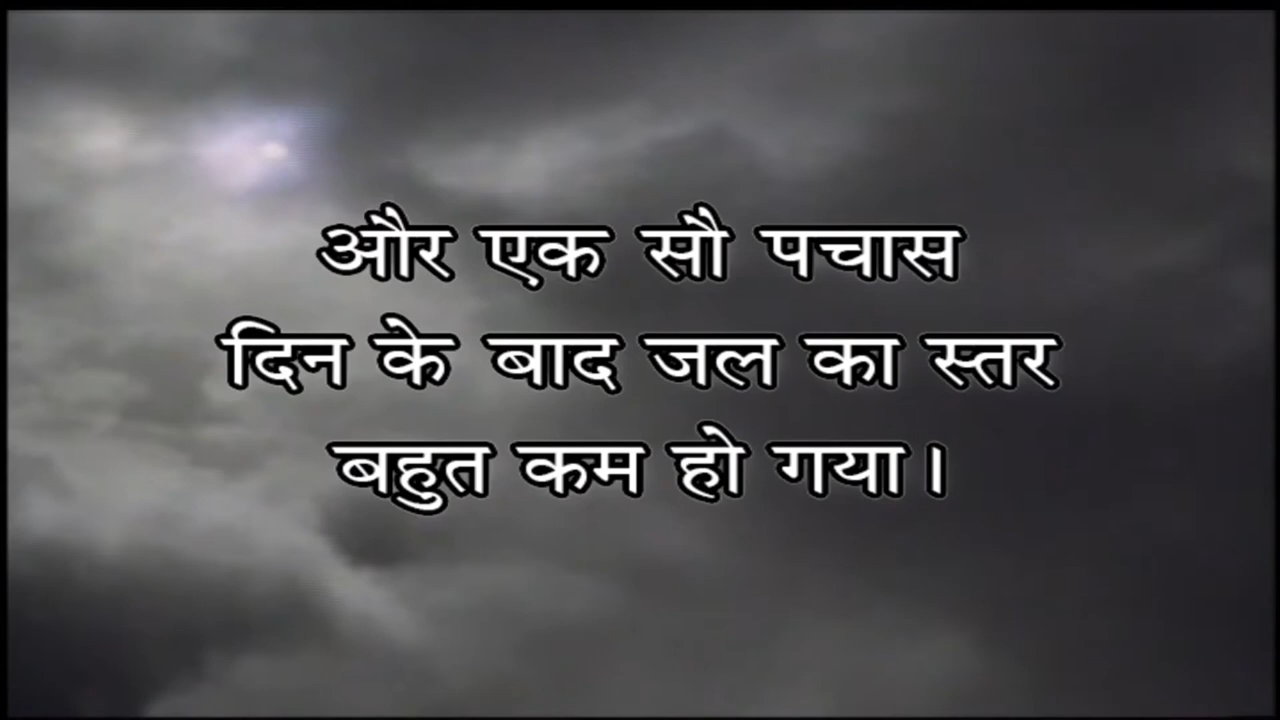 और एक सौ पचास
दिन के बाद जल का स्तर
बहुत कम हो गया।